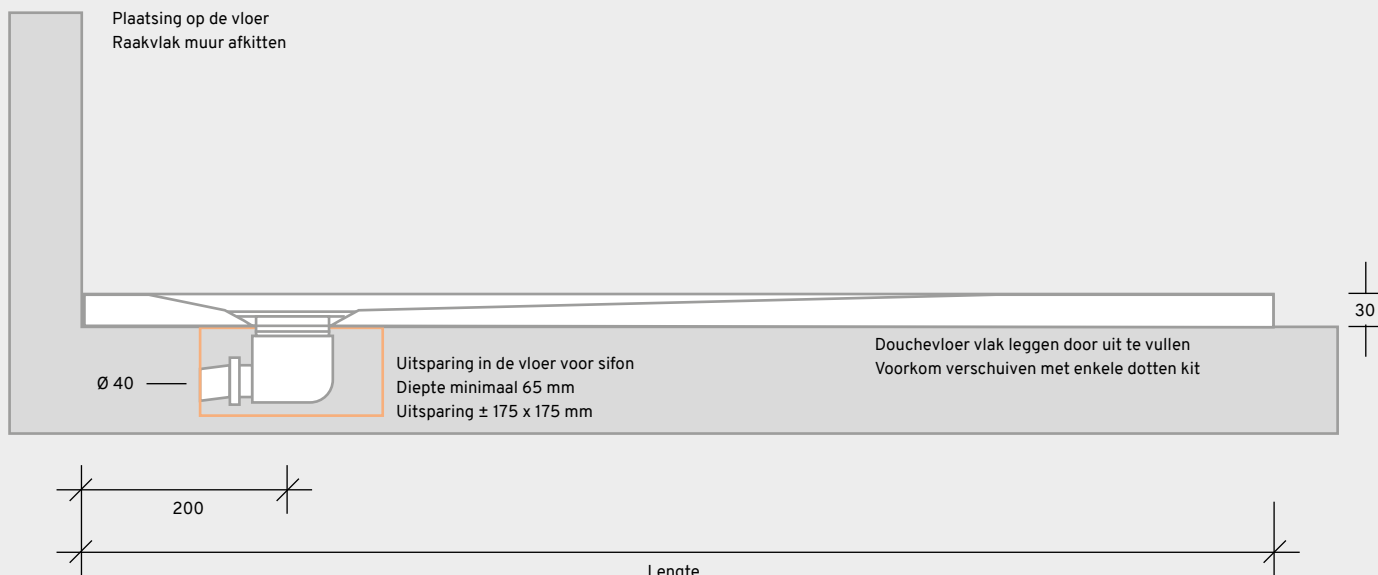 Plaatsing op de vloer
Raakvlak muur afkitten
30
Douchevloer vlak leggen door uit te vullen
Voorkom verschuiven met enkele dotten kit
Uitsparing in de vloer voor sifon
Diepte minimaal 65 mm
Uitsparing ± 175 x 175 mm
Ø 40
200
Lengte